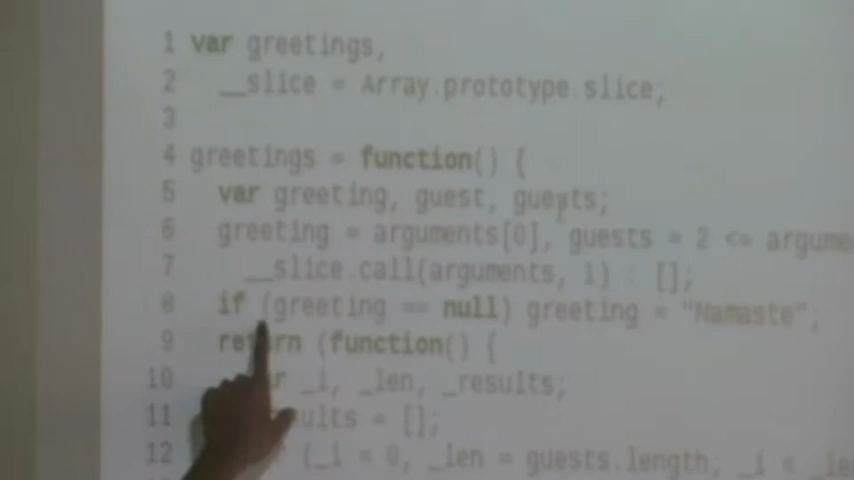 1 var greetings,
2 __slice = Array.prototype.slice;
3
4 greetings = function() {
5 var greeting, guest, guests;
6 greeting = arguments[0], guests = 2 <=
7 __slice.call(arguments, 1) : [];
8 if (greeting == null) greeting = "Namaste";
9 return (function() {
10 _i, _len, _results;
11 = [];
12 (_i = 0, _len = guests.length; _i <